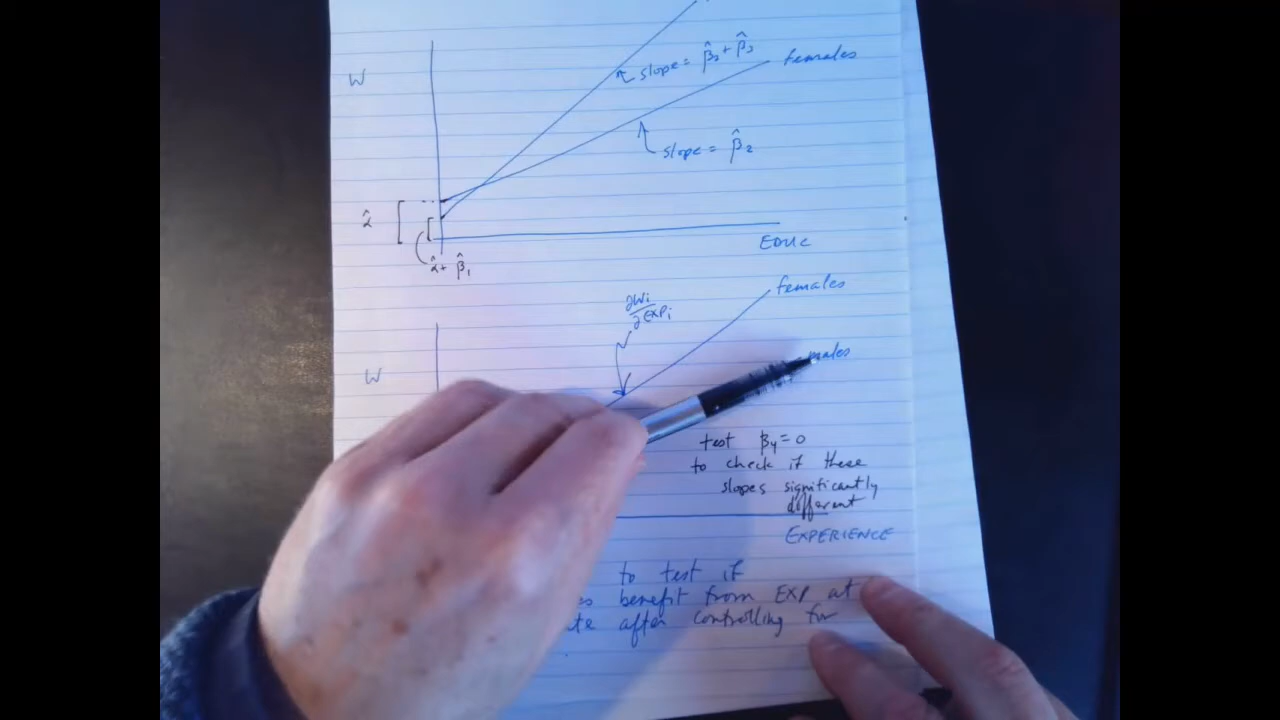 W
slope = β̂2 + β̂3
females
slope = β̂2
α̂
EDUC
α̂ + β̂1
∂Wi
∂EXPi
females
males
W
test β4 = 0
to check if these
slopes significantly
different
EXPERIENCE
to test if
benefit from EXP at
after controlling for